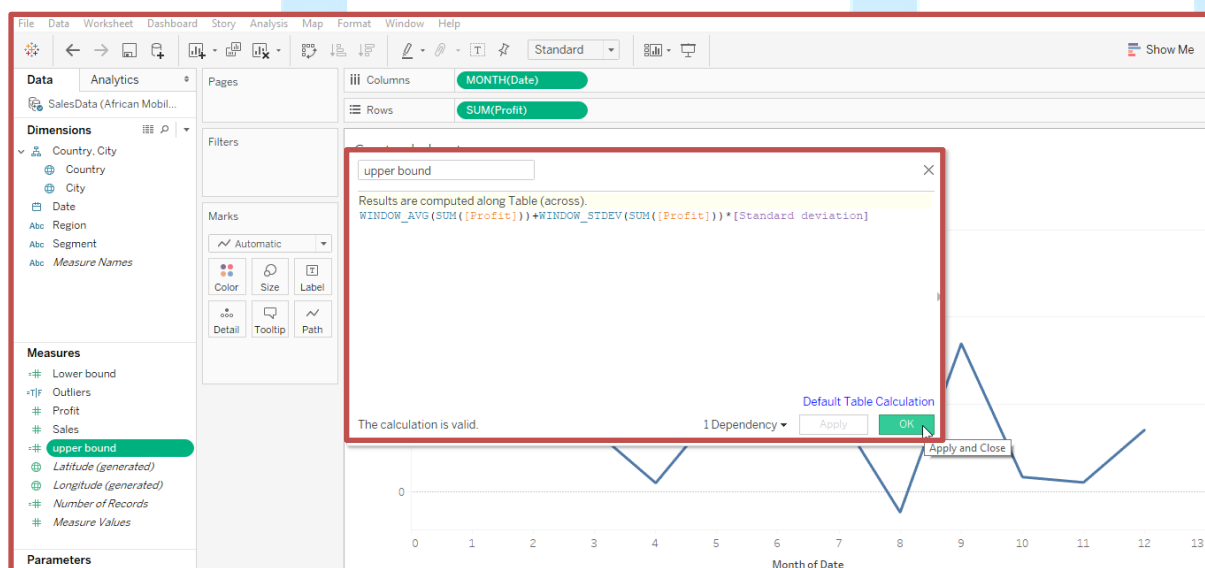 File Data Worksheet Dashboard Story Analysis Map Format Window Help
Standard
Show Me
Data Analytics
SalesData (African Mobil...
Dimensions
Country, City
Country
City
Date
Abc Region
Abc Segment
Abc Measure Names
Measures
Lower bound
=T|F Outliers
Profit
Sales
upper bound
Latitude (generated)
Longitude (generated)
Number of Records
Measure Values
Parameters
Pages
Filters
Marks
Automatic
Color Size Label
Detail Tooltip Path
Columns MONTH(Date)
Rows SUM(Profit)
upper bound
Results are computed along Table (across).
WINDOW_AVG(SUM([Profit]))+WINDOW_STDEV(SUM([Profit]))*[Standard deviation]
Default Table Calculation
The calculation is valid. 1 Dependency Apply OK
Apply and Close
0
0 1 2 3 4 5 6 7 8 9 10 11 12 13
Month of Date